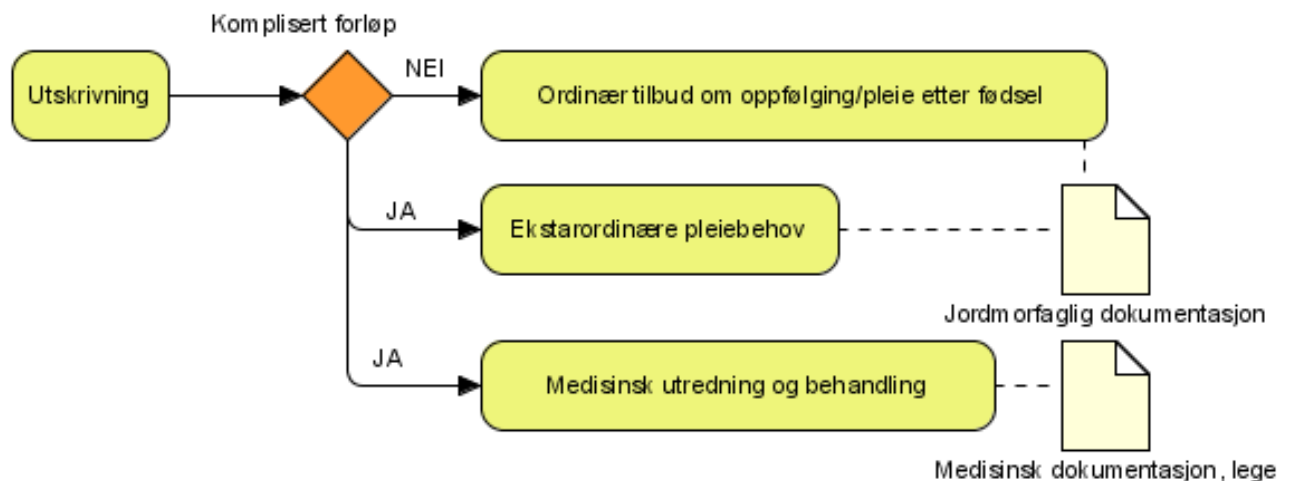 Komplisert forløp
Utskrivning
NEI
Ordinær tilbud om oppfølging/pleie etter fødsel
JA
Ekstarordinære pleiebehov
Jordmorfaglig dokumentasjon
JA
Medisinsk utredning og behandling
Medisinsk dokumentasjon, lege